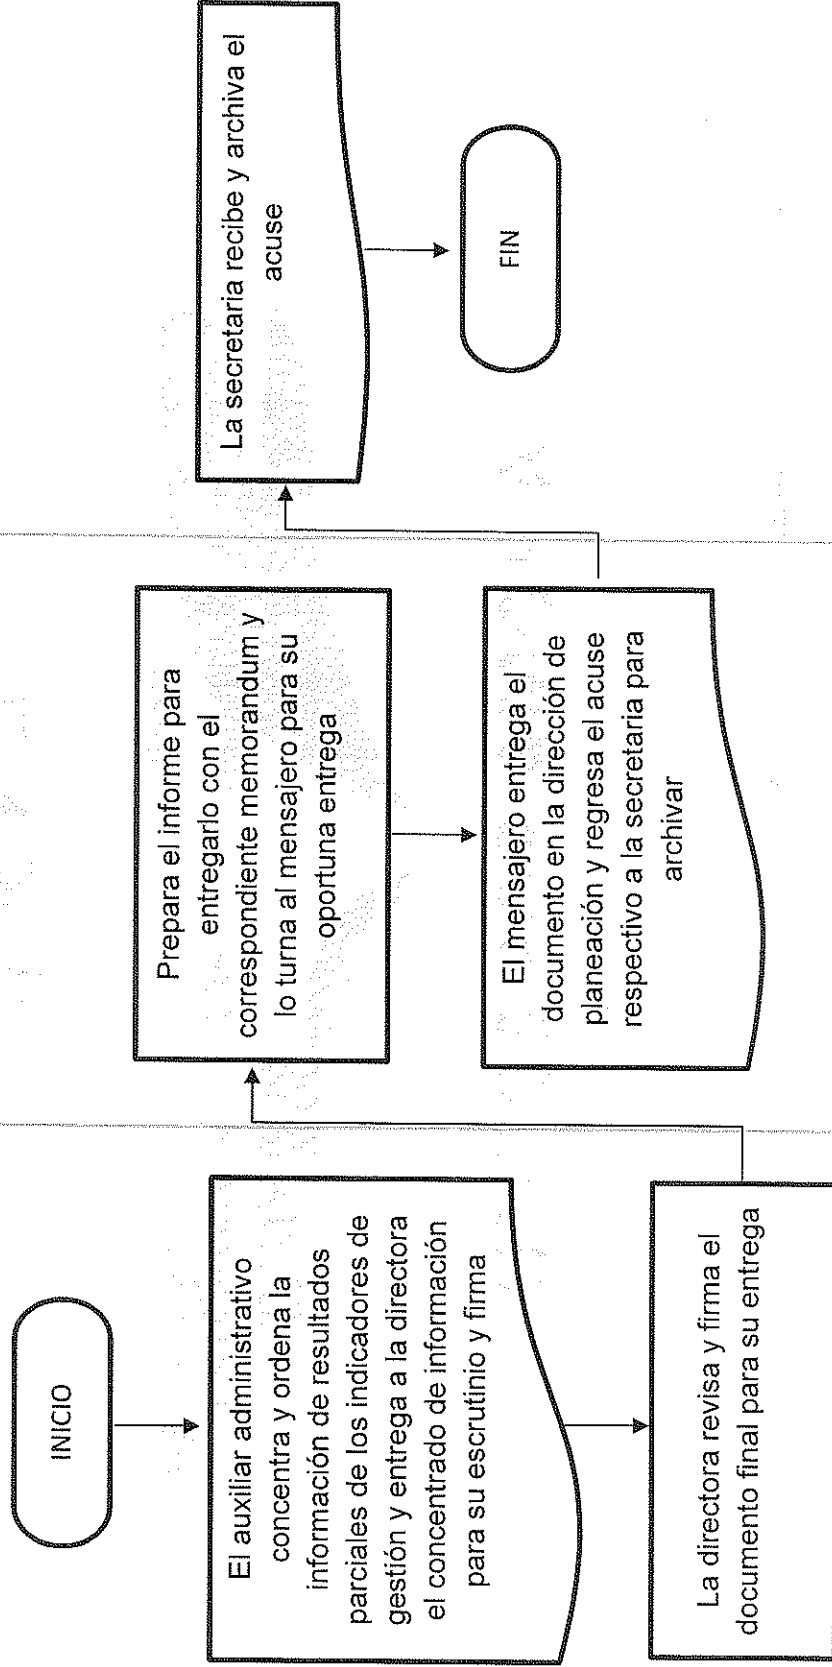 INICIO
El auxiliar administrativo
concentra y ordena la
información de resultados
parciales de los indicadores de
gestión y entrega a la directora
el concentrado de información
para su escrutinio y firma
La directora revisa y firma el
documento final para su entrega
Prepara el informe para
entregarlo con el
correspondiente memorandum y
lo turna al mensajero para su
oportuna entrega
El mensajero entrega el
documento en la dirección de
planeación y regresa el acuse
respectivo a la secretaria para
archivar
La secretaria recibe y archiva el
acuse
FIN